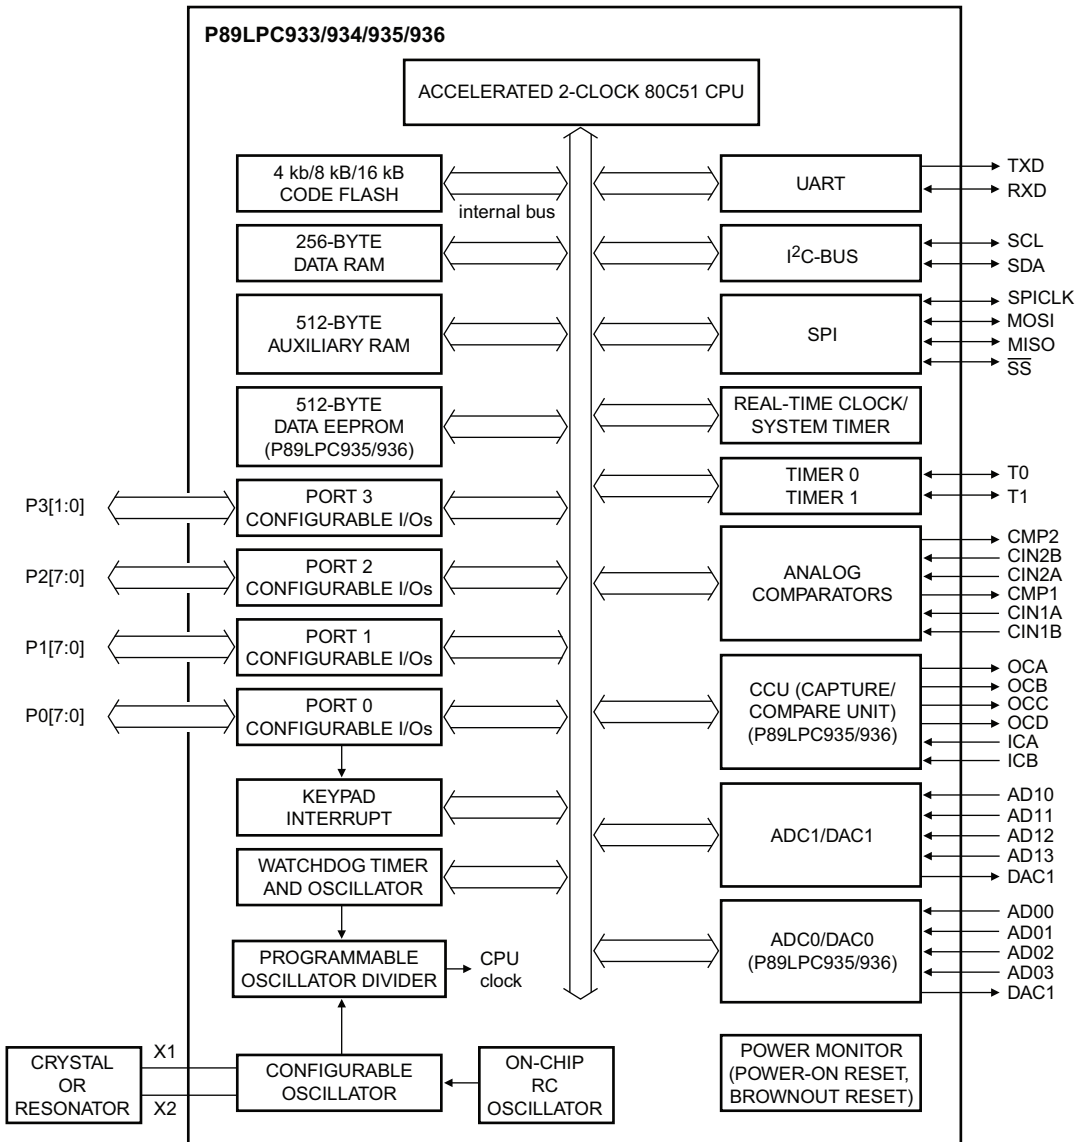 P89LPC933/934/935/936
ACCELERATED 2-CLOCK 80C51 CPU
4 kb/8 kB/16 kB
CODE FLASH
internal bus
256-BYTE
DATA RAM
512-BYTE
AUXILIARY RAM
512-BYTE
DATA EEPROM
(P89LPC935/936)
P3[1:0]
PORT 3
CONFIGURABLE I/Os
P2[7:0]
PORT 2
CONFIGURABLE I/Os
P1[7:0]
PORT 1
CONFIGURABLE I/Os
P0[7:0]
PORT 0
CONFIGURABLE I/Os
KEYPAD
INTERRUPT
WATCHDOG TIMER
AND OSCILLATOR
PROGRAMMABLE
OSCILLATOR DIVIDER
CPU
clock
CRYSTAL
OR
RESONATOR
X1
X2
CONFIGURABLE
OSCILLATOR
ON-CHIP
RC
OSCILLATOR
UART
TXD
RXD
I²C-BUS
SCL
SDA
SPI
SPICLK
MOSI
MISO
S̅S̅
REAL-TIME CLOCK/
SYSTEM TIMER
TIMER 0
TIMER 1
T0
T1
ANALOG
COMPARATORS
CMP2
CIN2B
CIN2A
CMP1
CIN1A
CIN1B
CCU (CAPTURE/
COMPARE UNIT)
(P89LPC935/936)
OCA
OCB
OCC
OCD
ICA
ICB
ADC1/DAC1
AD10
AD11
AD12
AD13
DAC1
ADC0/DAC0
(P89LPC935/936)
AD00
AD01
AD02
AD03
DAC1
POWER MONITOR
(POWER-ON RESET,
BROWNOUT RESET)